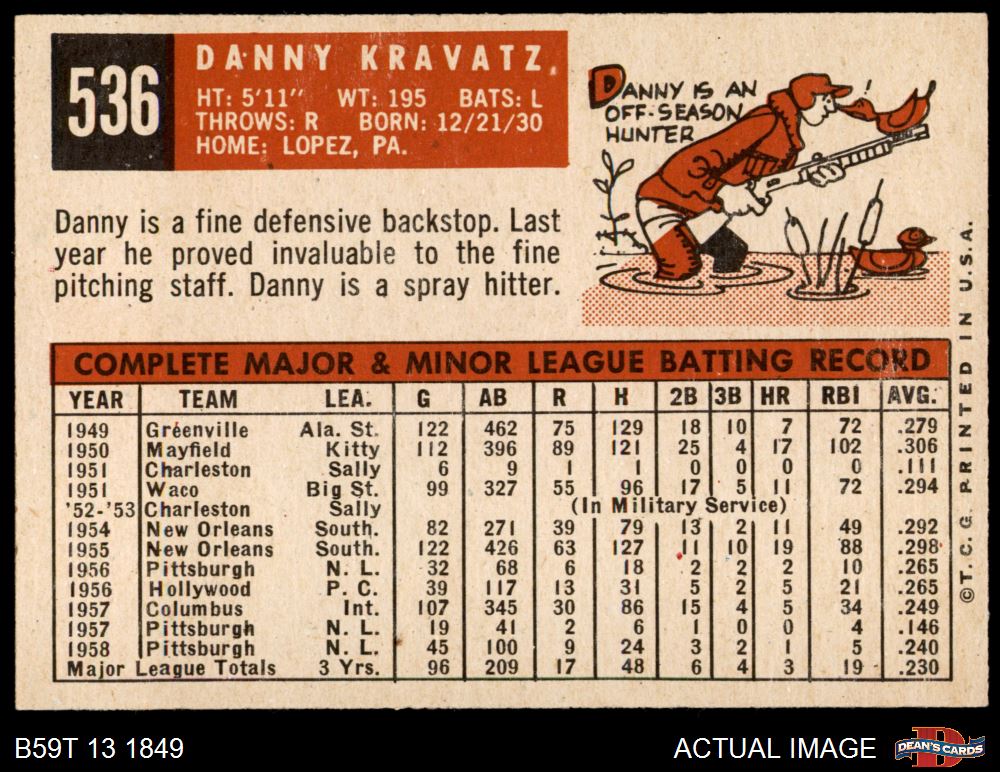 536
DANNY KRAVATZ
HT: 5'11" WT: 195 BATS: L
THROWS: R BORN: 12/21/30
HOME: LOPEZ, PA.
DANNY IS AN
OFF-SEASON
HUNTER
Danny is a fine defensive backstop. Last
year he proved invaluable to the fine
pitching staff. Danny is a spray hitter.
COMPLETE MAJOR & MINOR LEAGUE BATTING RECORD
YEAR TEAM LEA. G AB R H 2B 3B HR RBI AVG.
1949 Greenville Ala. St. 122 462 75 129 18 10 7 72 .279
1950 Mayfield Kitty 112 396 89 121 25 4 17 102 .306
1951 Charleston Sally 6 9 1 1 0 0 0 0 .111
1951 Waco Big St. 99 327 55 96 17 5 11 72 .294
'52-'53 Charleston Sally (In Military Service)
1954 New Orleans South. 82 271 39 79 13 2 11 49 .292
1955 New Orleans South. 122 426 63 127 11 10 19 88 .298
1956 Pittsburgh N. L. 32 68 6 18 2 2 2 10 .265
1956 Hollywood P. C. 39 117 13 31 5 2 5 21 .265
1957 Columbus Int. 107 345 30 86 15 4 5 34 .249
1957 Pittsburgh N. L. 19 41 2 6 1 0 0 4 .146
1958 Pittsburgh N. L. 45 100 9 24 3 2 1 5 .240
Major League Totals 3 Yrs. 96 209 17 48 6 4 3 19 .230
©T. C. G. PRINTED IN U.S.A.
B59T 13 1849
ACTUAL IMAGE
DEAN'S CARDS